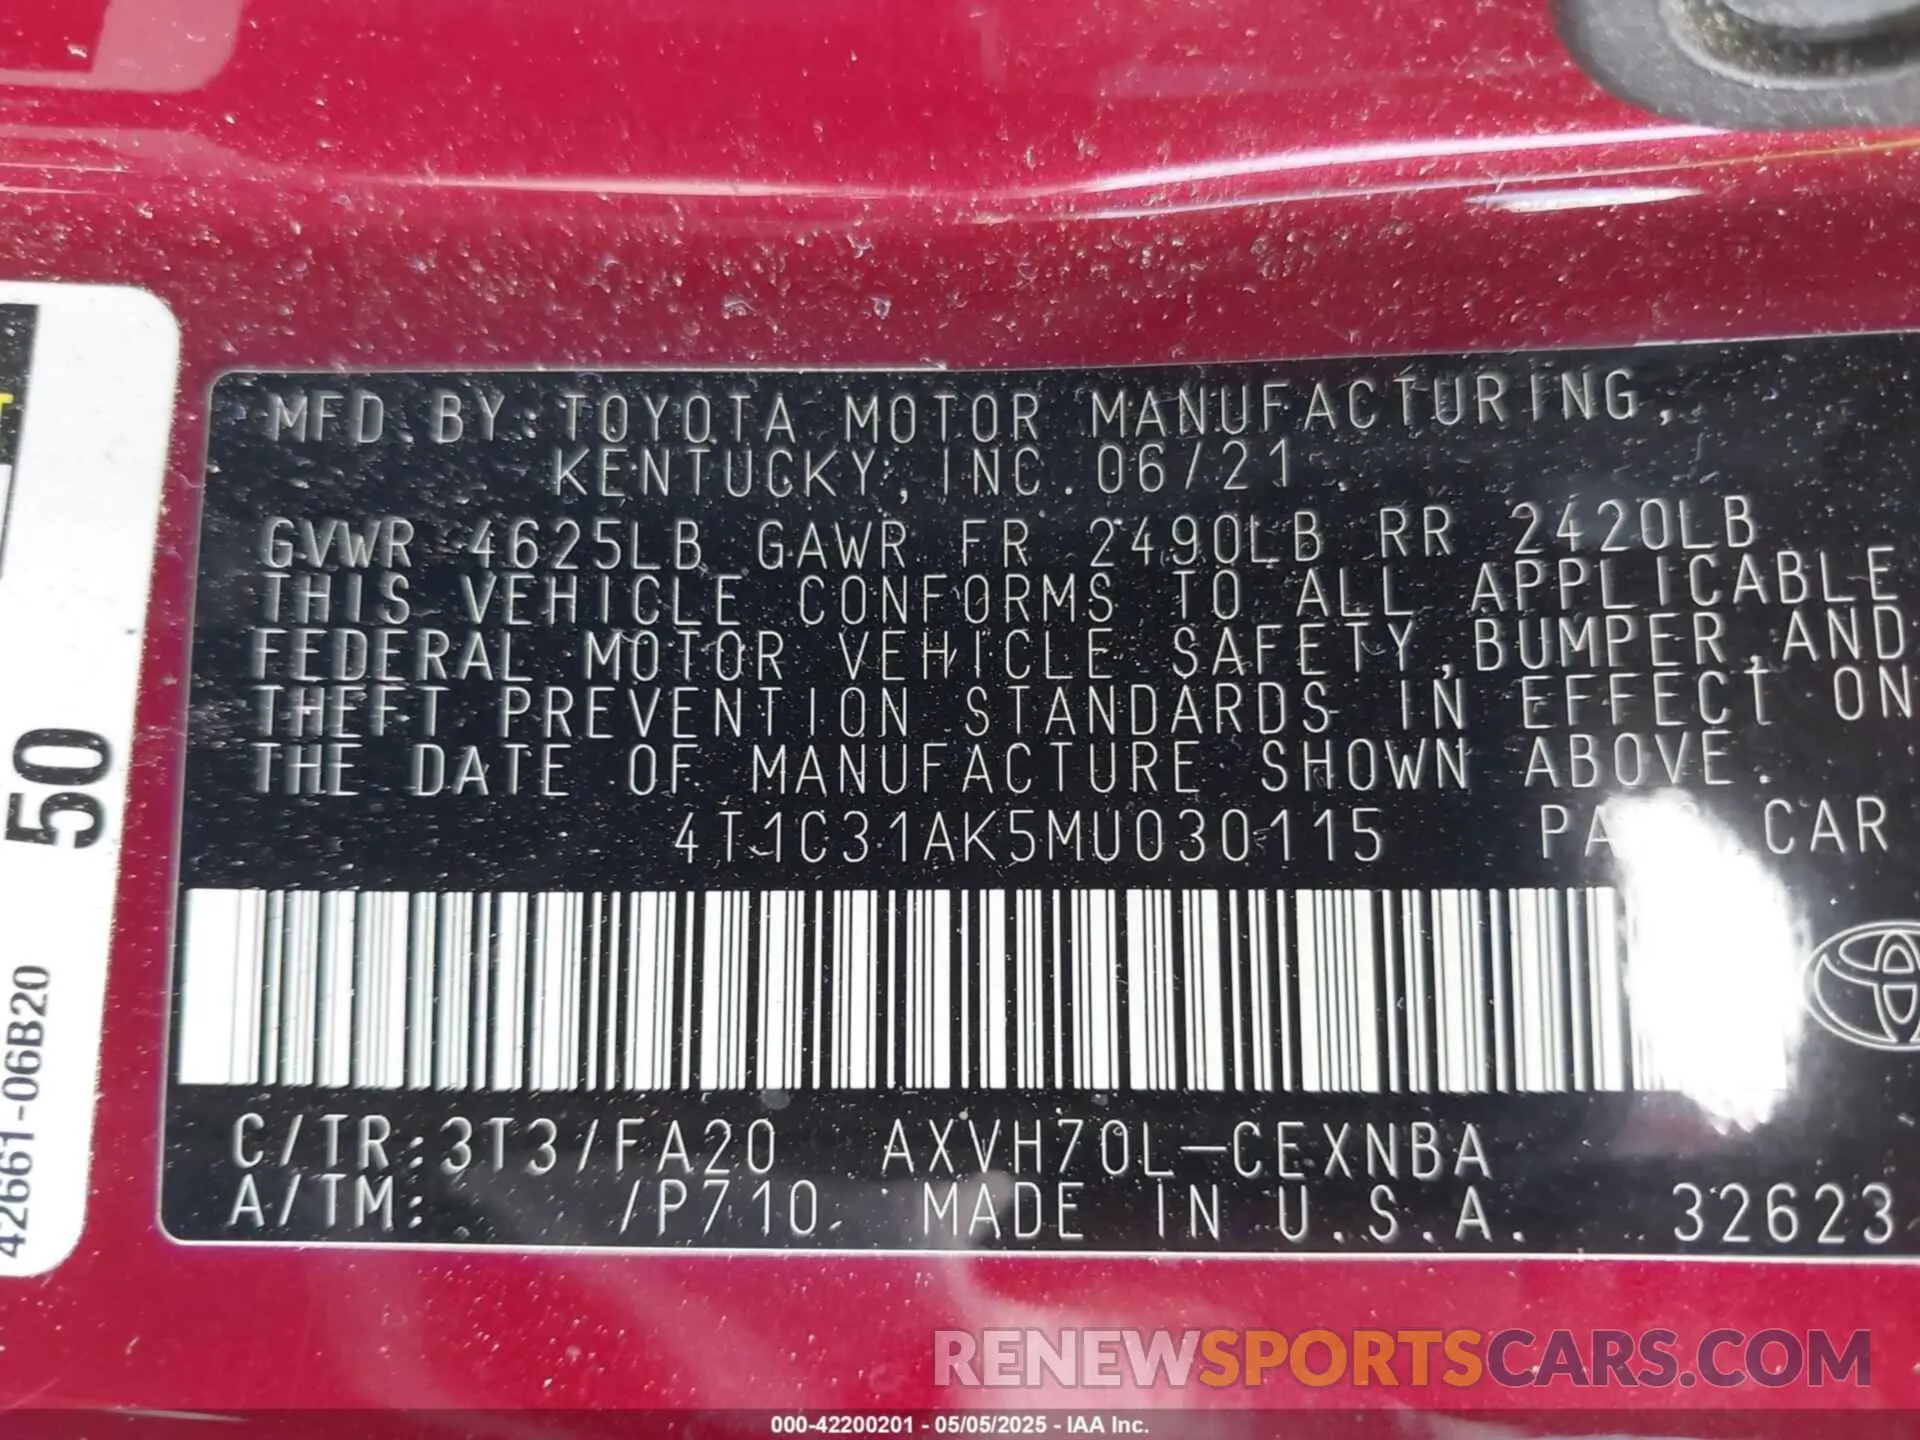 MFD BY: TOYOTA MOTOR MANUFACTURING,
KENTUCKY, INC. 06/21
GVWR 4625LB GAWR FR 2490LB RR 2420LB
THIS VEHICLE CONFORMS TO ALL APPLICABLE
FEDERAL MOTOR VEHICLE SAFETY, BUMPER, AND
THEFT PREVENTION STANDARDS IN EFFECT ON
THE DATE OF MANUFACTURE SHOWN ABOVE.
4T1C31AK5MU030115 CAR
C/TR: 3T3/FA20 AXVH70L-CEXNBA
A/TM: /P710 MADE IN U.S.A. 32623
50
42661-06B20
RENEWSPORTSCARS.COM
000-42200201 - 05/05/2025 - IAA Inc.